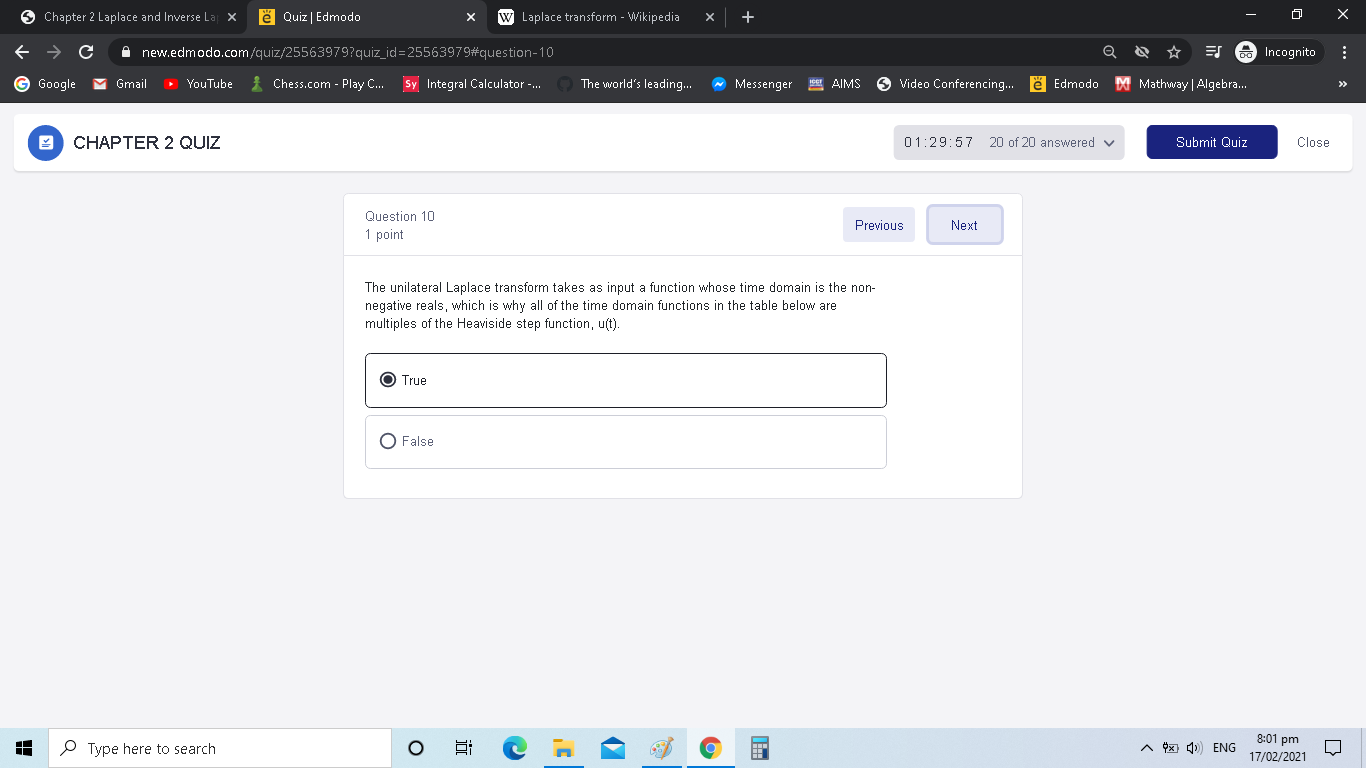 Chapter 2 Laplace and Inverse La
Quiz | Edmodo
W Laplace transform - Wikipedia
new.edmodo.com/quiz/25563979?quiz_id=25563979#question-10
Incognito
Google Gmail YouTube Chess.com - Play C... Sy Integral Calculator -... The world's leading... Messenger AIMS Video Conferencing... Edmodo Mathway | Algebra... »
CHAPTER 2 QUIZ
01:29:57 20 of 20 answered
Submit Quiz
Close
Question 10
1 point
Previous
Next
The unilateral Laplace transform takes as input a function whose time domain is the non-
negative reals, which is why all of the time domain functions in the table below are
multiples of the Heaviside step function, u(t).
True
False
Type here to search
ENG
8:01 pm
17/02/2021